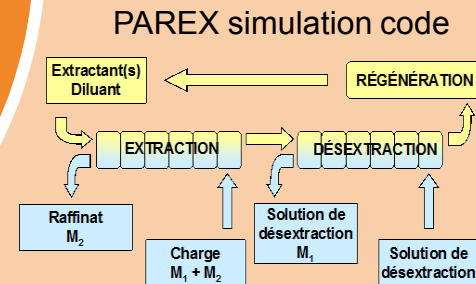 PAREX simulation code
Extractant(s)
Diluant
RÉGÉNÉRATION
EXTRACTION
DÉSEXTRACTION
Raffinat
M2
Charge
M1 + M2
Solution de
désextraction
M1
Solution de
désextraction